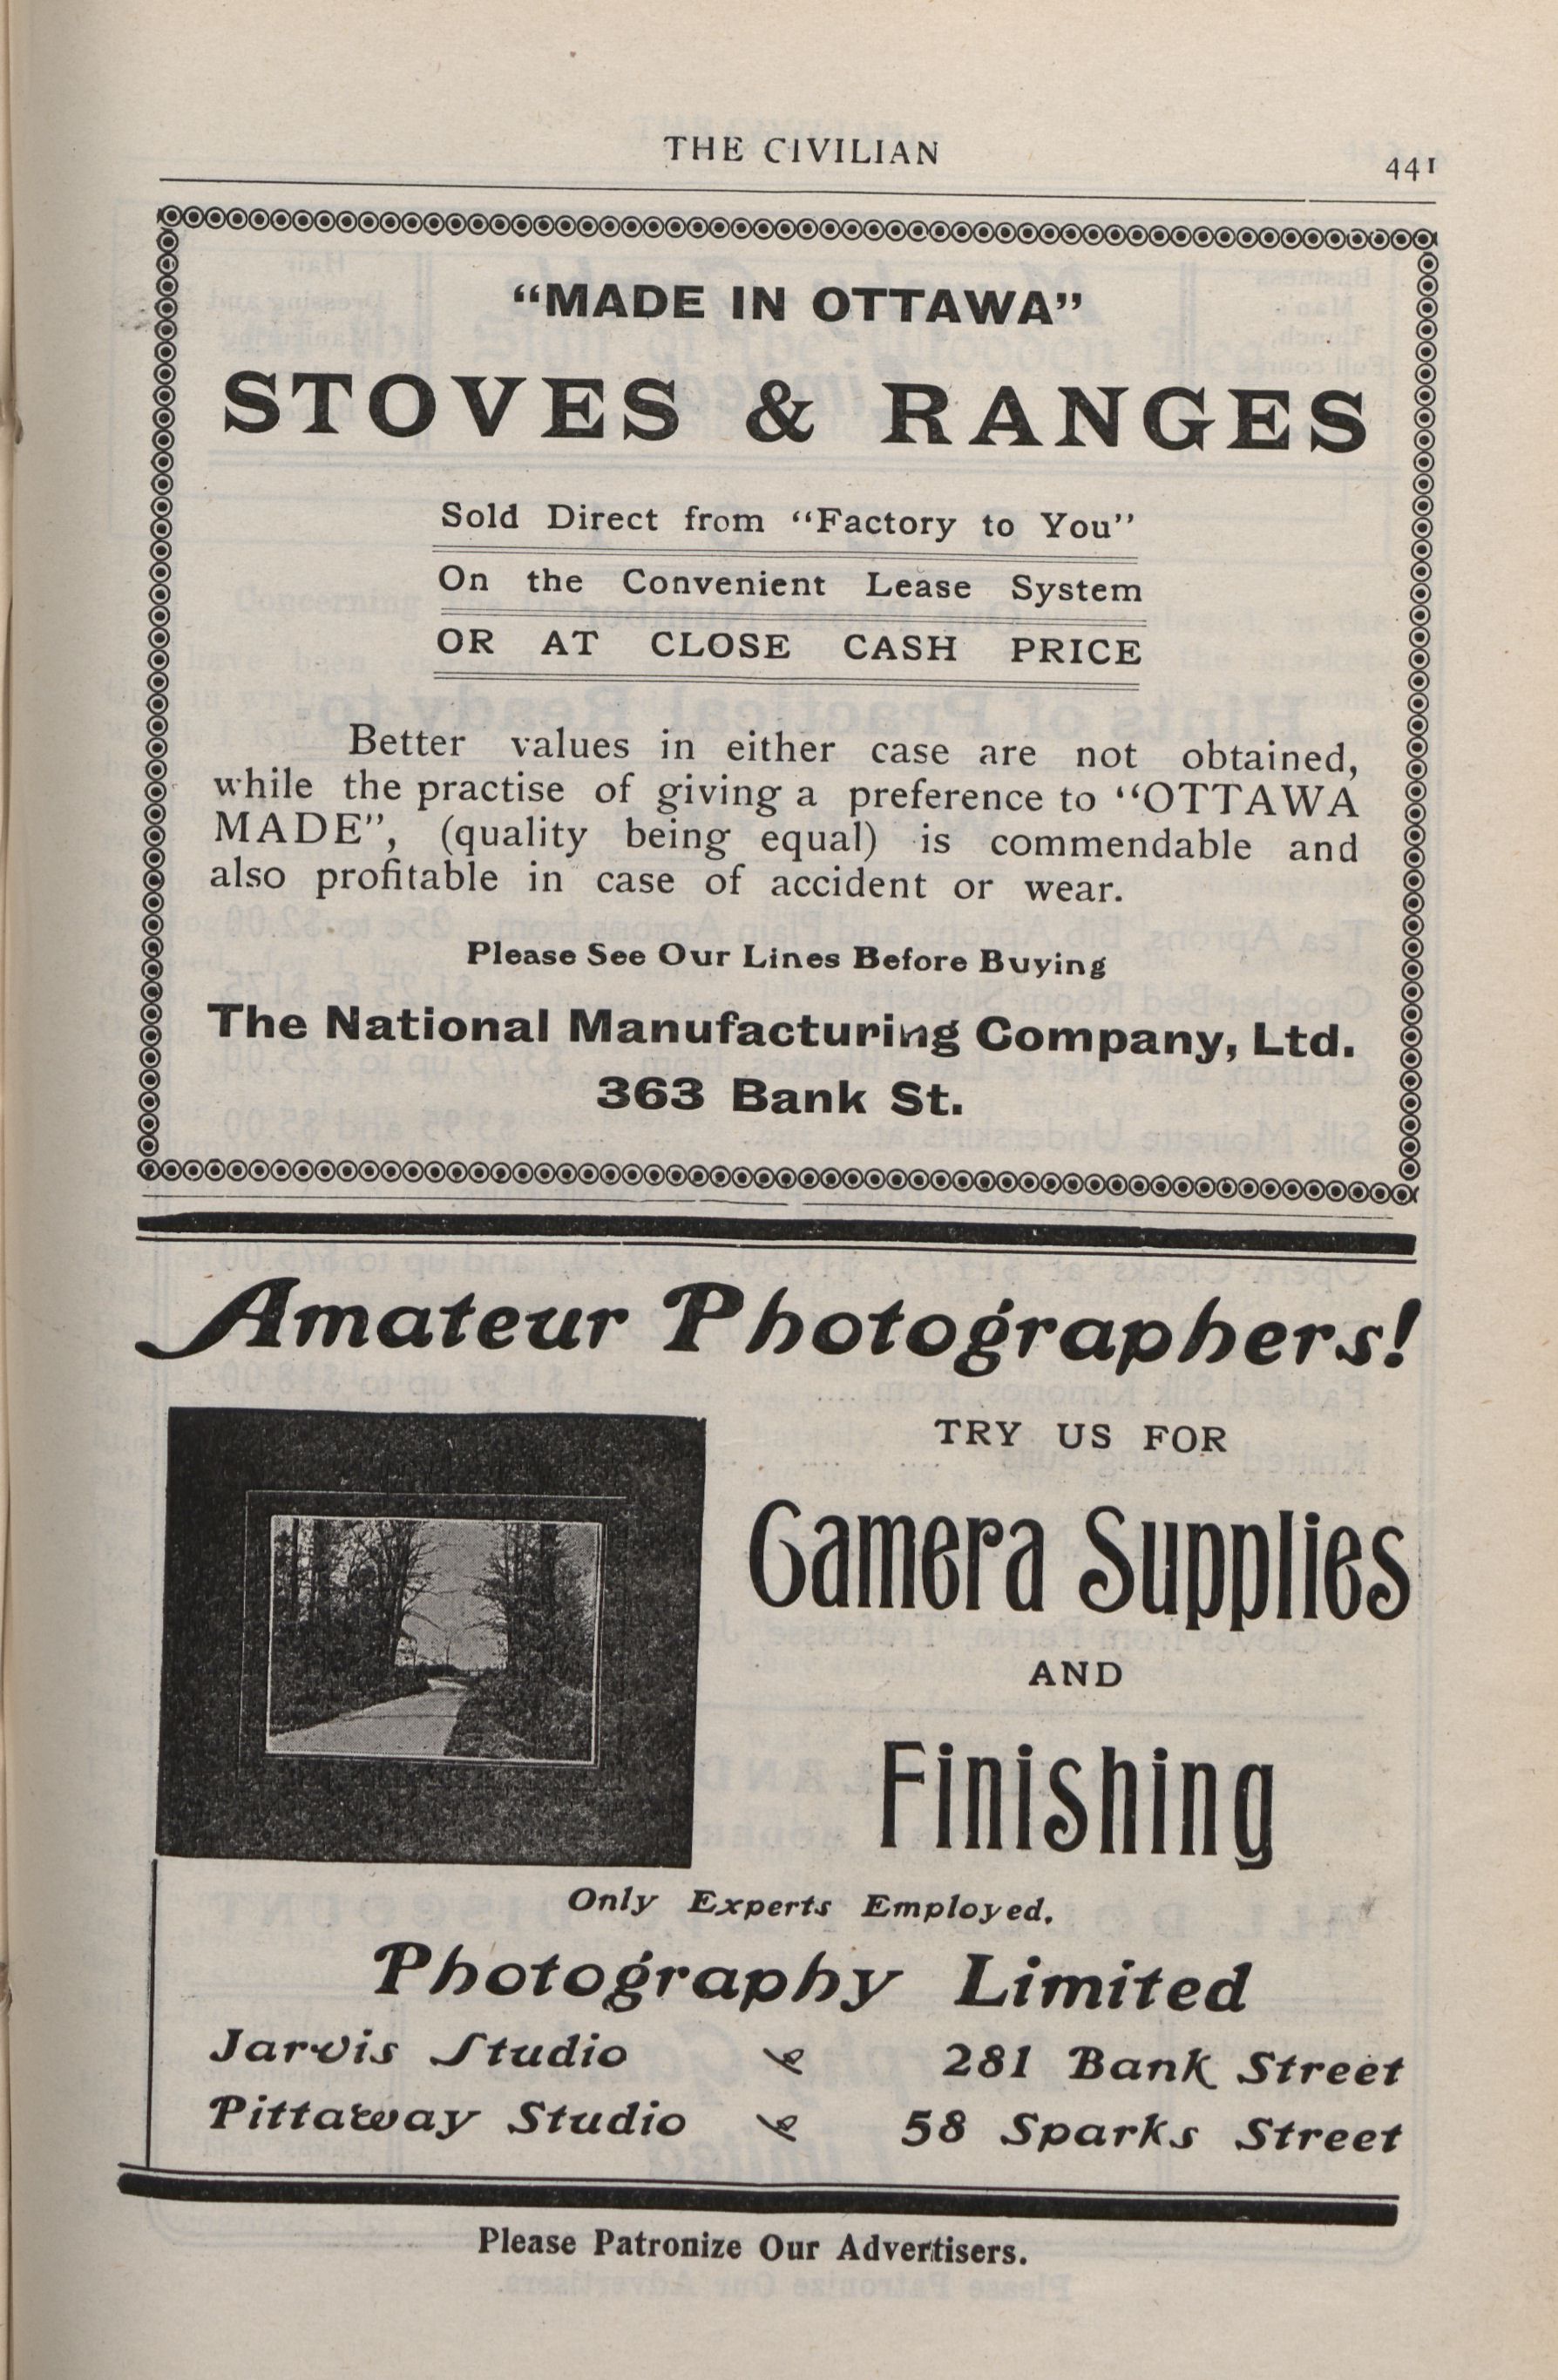 THE CIVILIAN
441
“MADE IN OTTAWA”
STOVES & RANGES
Sold Direct from “Factory to You”
On the Convenient Lease System
OR AT CLOSE CASH PRICE
Better values in either case are not obtained,
while the practise of giving a preference to “OTTAWA
MADE”, (quality being equal) is commendable and
also profitable in case of accident or wear.
Please See Our Lines Before Buying
The National Manufacturing Company, Ltd.
363 Bank St.
Amateur Photographers!
TRY US FOR
Camera Supplies
AND
Finishing
Only Experts Employed.
Photography Limited
Jarvis Studio 281 Bank Street
Pittaway Studio 58 Sparks Street
Please Patronize Our Advertisers.